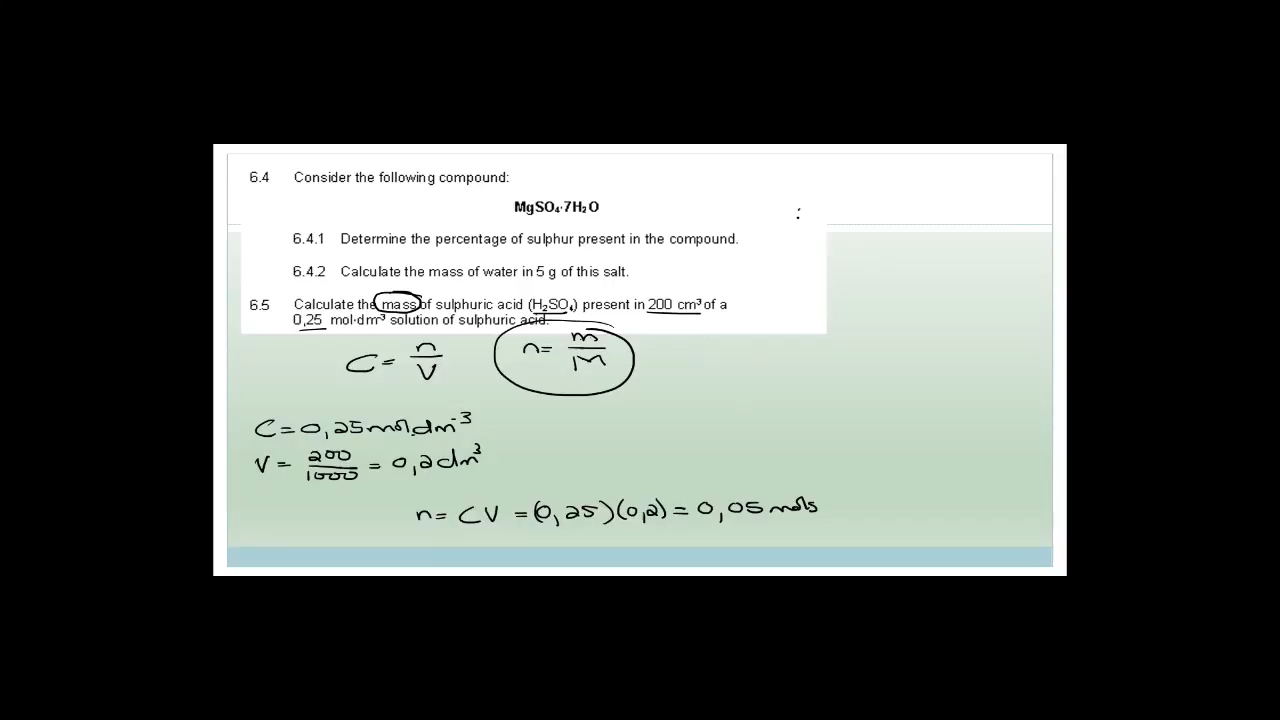 6.4 Consider the following compound:
MgSO₄·7H₂O
:
6.4.1 Determine the percentage of sulphur present in the compound.
6.4.2 Calculate the mass of water in 5 g of this salt.
6.5 Calculate the mass of sulphuric acid (H₂SO₄) present in 200 cm³ of a
0,25 mol·dm⁻³ solution of sulphuric acid.
C = n/V n = m/M
C = 0,25 mol.dm⁻³
V = 200/1000 = 0,2 dm³
n = CV = (0,25)(0,2) = 0,05 mols